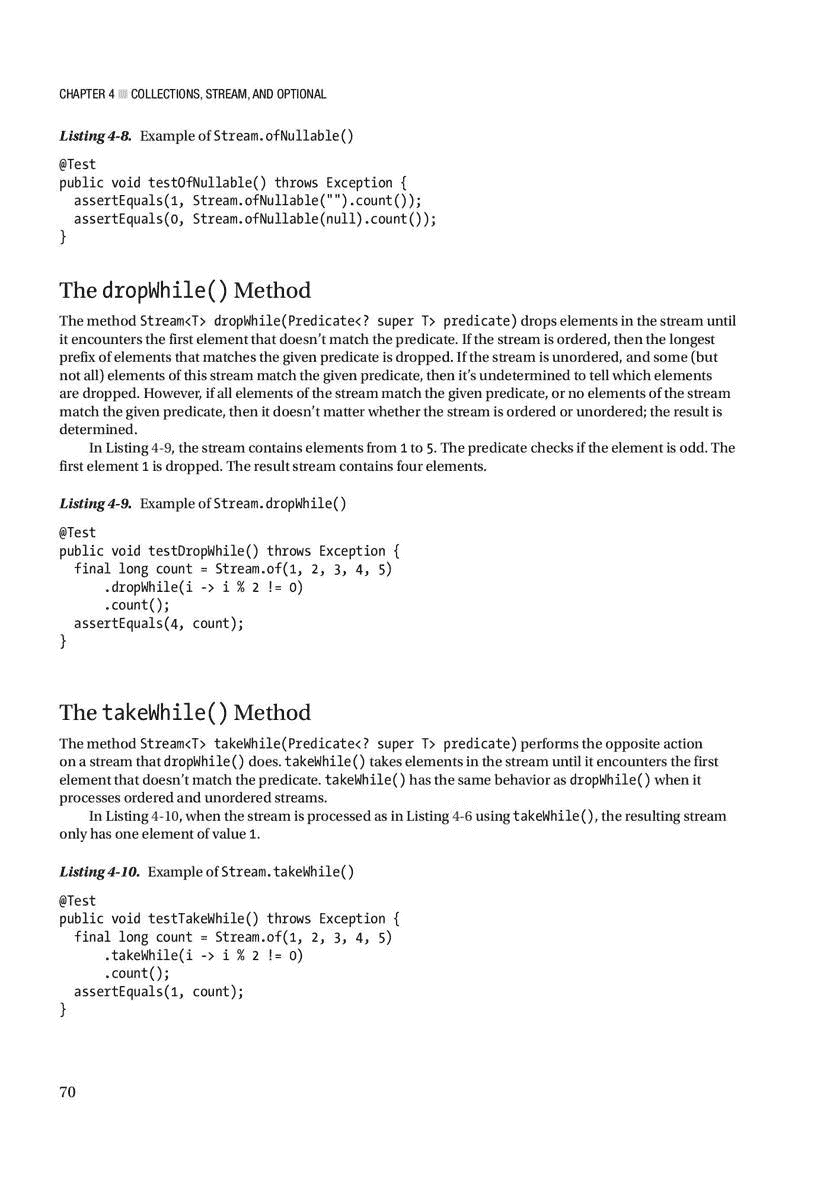 CHAPTER 4 ■ COLLECTIONS, STREAM, AND OPTIONAL
Listing 4-8. Example of Stream.ofNullable()
@Test
public void testOfNullable() throws Exception {
  assertEquals(1, Stream.ofNullable("").count());
  assertEquals(0, Stream.ofNullable(null).count());
}
The dropWhile() Method
The method Stream<T> dropWhile(Predicate<? super T> predicate) drops elements in the stream until
it encounters the first element that doesn't match the predicate. If the stream is ordered, then the longest
prefix of elements that matches the given predicate is dropped. If the stream is unordered, and some (but
not all) elements of this stream match the given predicate, then it's undetermined to tell which elements
are dropped. However, if all elements of the stream match the given predicate, or no elements of the stream
match the given predicate, then it doesn't matter whether the stream is ordered or unordered; the result is
determined.
In Listing 4-9, the stream contains elements from 1 to 5. The predicate checks if the element is odd. The
first element 1 is dropped. The result stream contains four elements.
Listing 4-9. Example of Stream.dropWhile()
@Test
public void testDropWhile() throws Exception {
  final long count = Stream.of(1, 2, 3, 4, 5)
      .dropWhile(i -> i % 2 != 0)
      .count();
  assertEquals(4, count);
}
The takeWhile() Method
The method Stream<T> takeWhile(Predicate<? super T> predicate) performs the opposite action
on a stream that dropWhile() does. takeWhile() takes elements in the stream until it encounters the first
element that doesn't match the predicate. takeWhile() has the same behavior as dropWhile() when it
processes ordered and unordered streams.
In Listing 4-10, when the stream is processed as in Listing 4-6 using takeWhile(), the resulting stream
only has one element of value 1.
Listing 4-10. Example of Stream.takeWhile()
@Test
public void testTakeWhile() throws Exception {
  final long count = Stream.of(1, 2, 3, 4, 5)
      .takeWhile(i -> i % 2 != 0)
      .count();
  assertEquals(1, count);
}
70